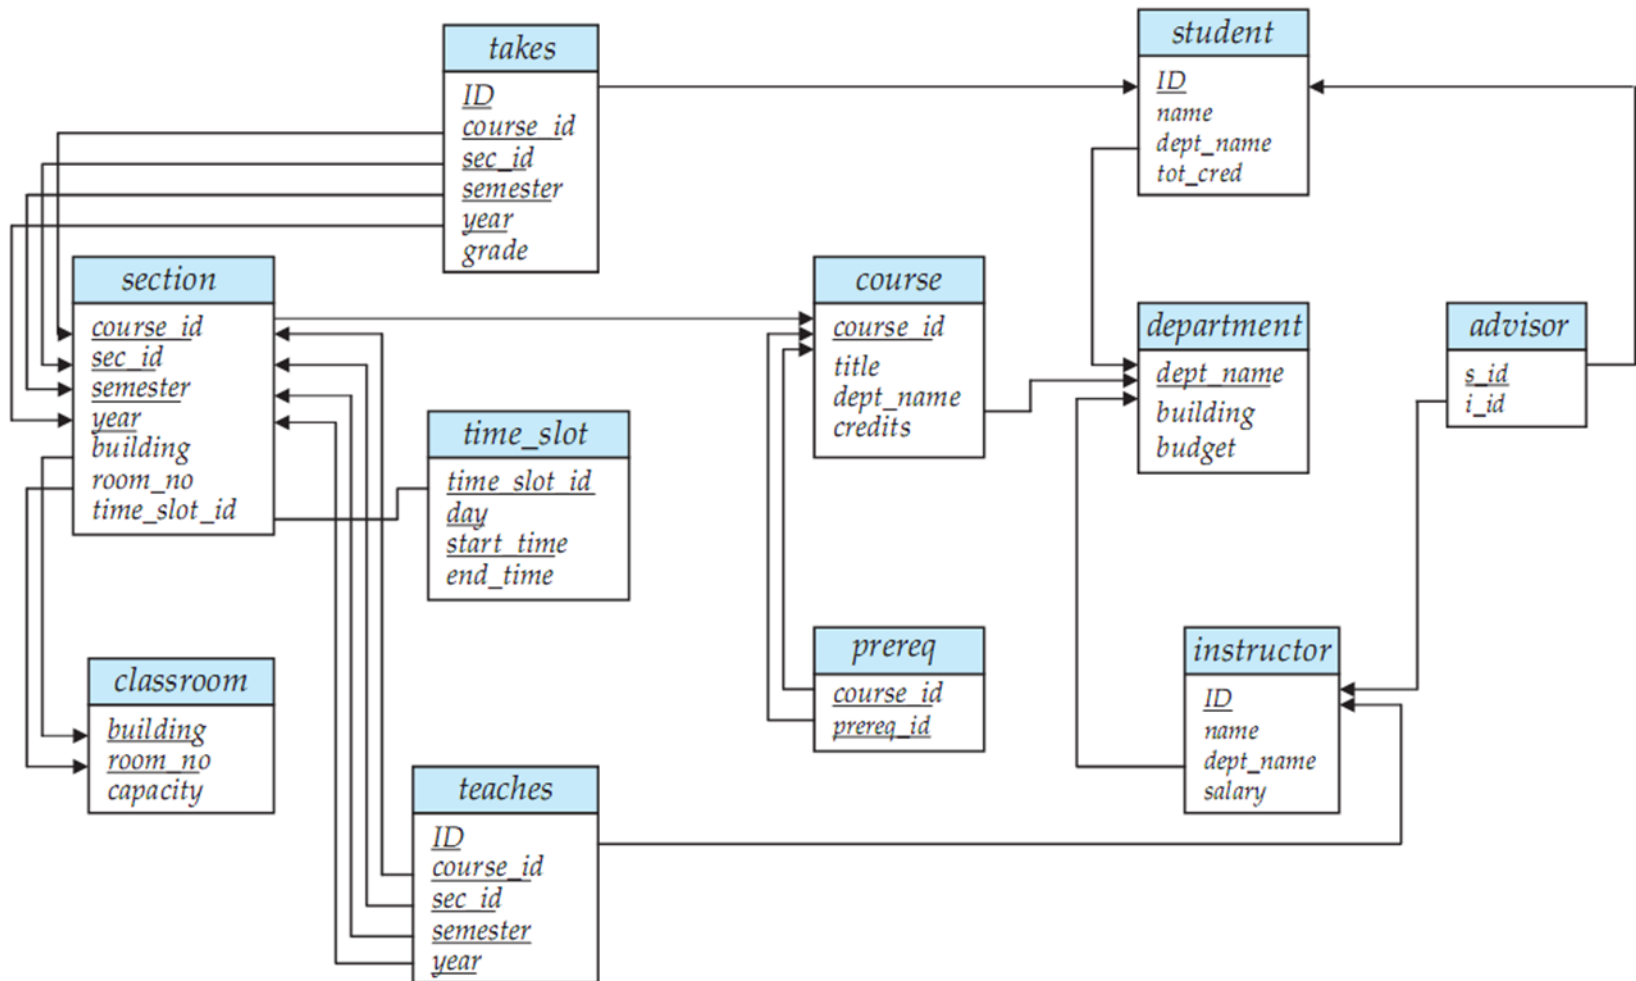 takes
ID
course_id
sec_id
semester
year
grade
student
ID
name
dept_name
tot_cred
section
course_id
sec_id
semester
year
building
room_no
time_slot_id
course
course_id
title
dept_name
credits
department
dept_name
building
budget
advisor
s_id
i_id
time_slot
time_slot_id
day
start_time
end_time
classroom
building
room_no
capacity
prereq
course_id
prereq_id
instructor
ID
name
dept_name
salary
teaches
ID
course_id
sec_id
semester
year